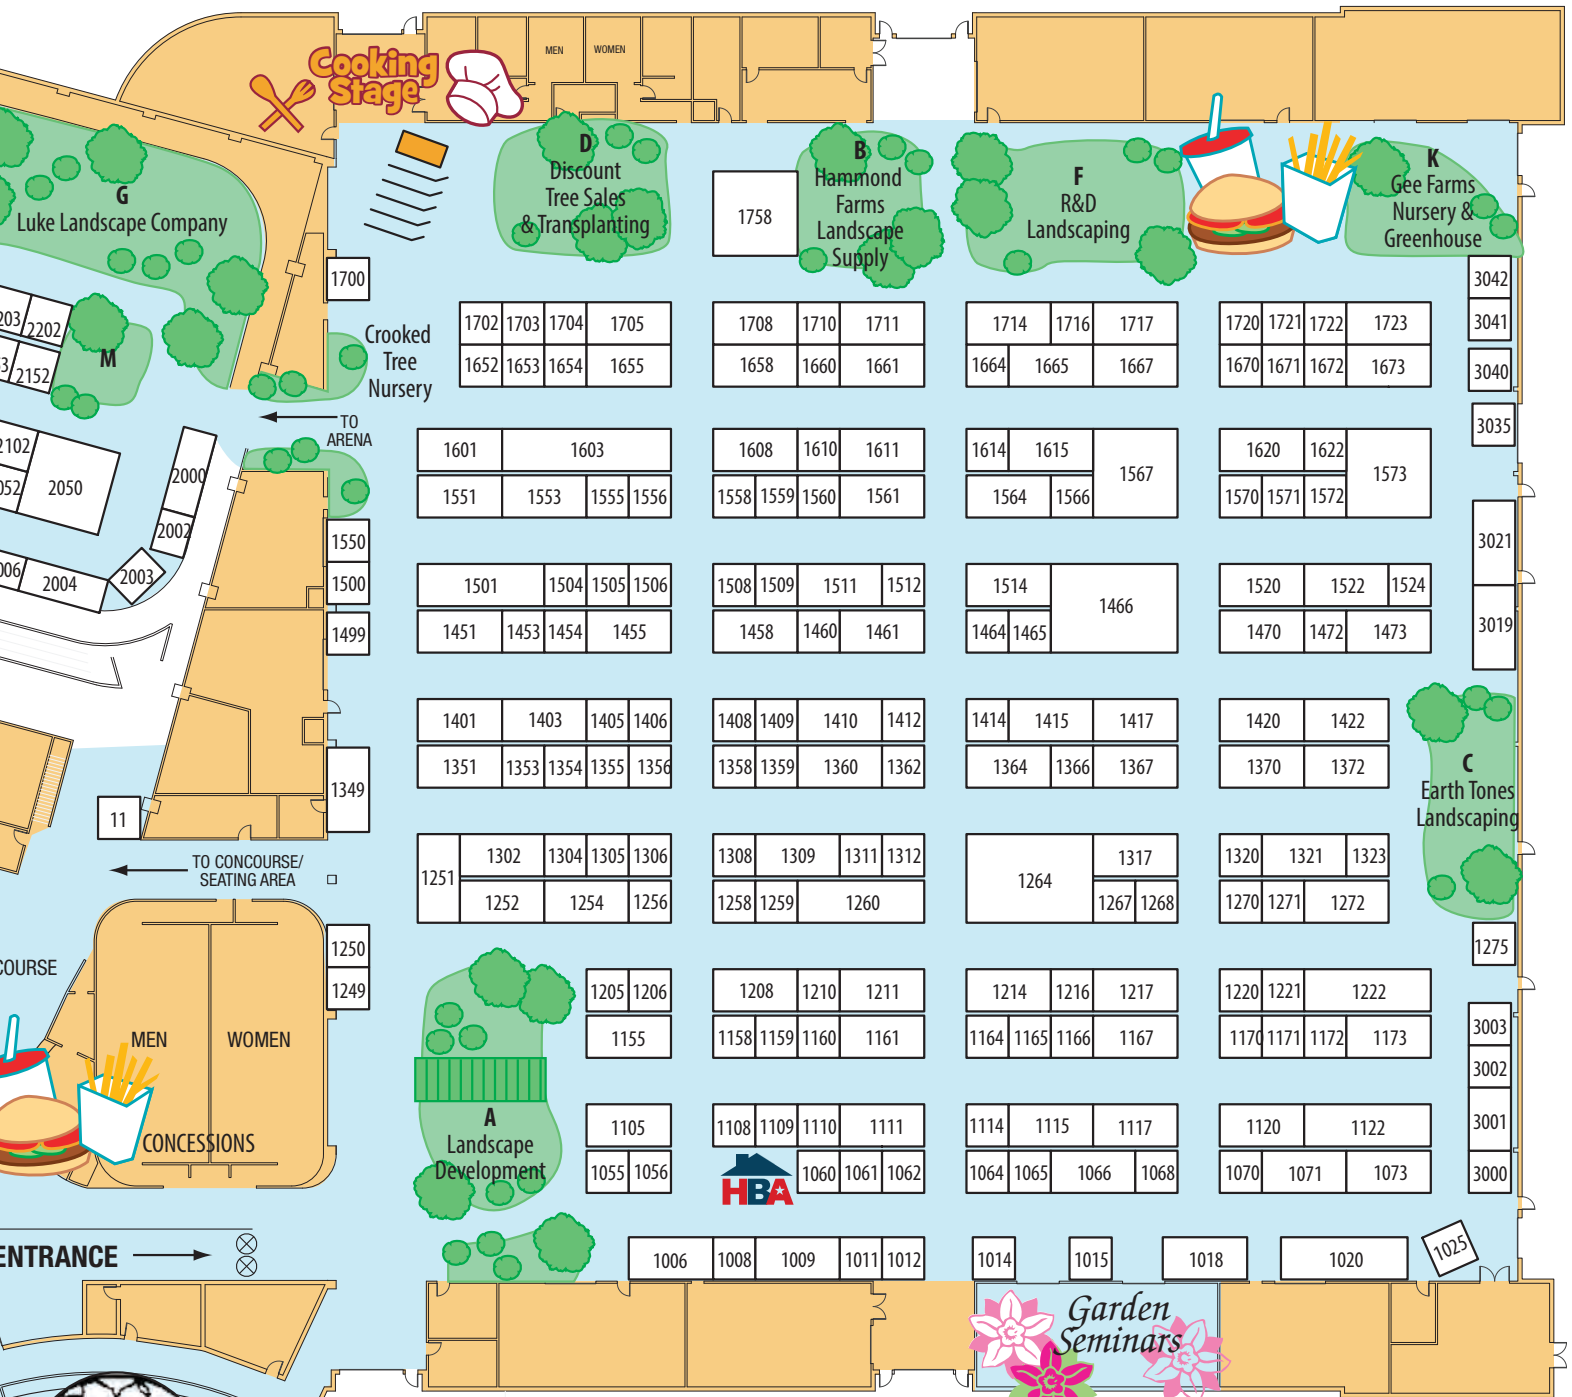 Cooking
Stage
MEN
WOMEN
D
Discount
Tree Sales
& Transplanting
1758
B
Hammond
Farms
Landscape
Supply
F
R&D
Landscaping
K
Gee Farms
Nursery &
Greenhouse
G
Luke Landscape Company
1700
3042
3041
3040
3035
2202
2152
M
Crooked
Tree
Nursery
TO
ARENA
1702 1703 1704 1705
1652 1653 1654 1655
1708 1710 1711
1658 1660 1661
1714 1716 1717
1664 1665 1667
1720 1721 1722 1723
1670 1671 1672 1673
2102
2050
2000
2002
2003
2004
1601 1603
1551 1553 1555 1556
1608 1610 1611
1558 1559 1560 1561
1614 1615 1567
1564 1566
1620 1622 1573
1570 1571 1572
1550
1500
1499
3021
3019
1501 1504 1505 1506
1451 1453 1454 1455
1508 1509 1511 1512
1458 1460 1461
1514 1466
1464 1465
1520 1522 1524
1470 1472 1473
1401 1403 1405 1406
1351 1353 1354 1355 1356
1408 1409 1410 1412
1358 1359 1360 1362
1414 1415 1417
1364 1366 1367
1420 1422
1370 1372
C
Earth Tones
Landscaping
1349
11
TO CONCOURSE/
SEATING AREA
1251 1302 1304 1305 1306
1252 1254 1256
1308 1309 1311 1312
1258 1259 1260
1264 1317
1267 1268
1320 1321 1323
1270 1271 1272
1275
1250
1249
COURSE
MEN
WOMEN
CONCESSIONS
1205 1206
1155
1208 1210 1211
1158 1159 1160 1161
1214 1216 1217
1164 1165 1166 1167
1220 1221 1222
1170 1171 1172 1173
3003
3002
3001
3000
A
Landscape
Development
1105
1055 1056
1108 1109 1110 1111
HBA
1060 1061 1062
1114 1115 1117
1064 1065 1066 1068
1120 1122
1070 1071 1073
ENTRANCE
1006 1008 1009 1011 1012
1014
1015
1018
1020
1025
Garden
Seminars